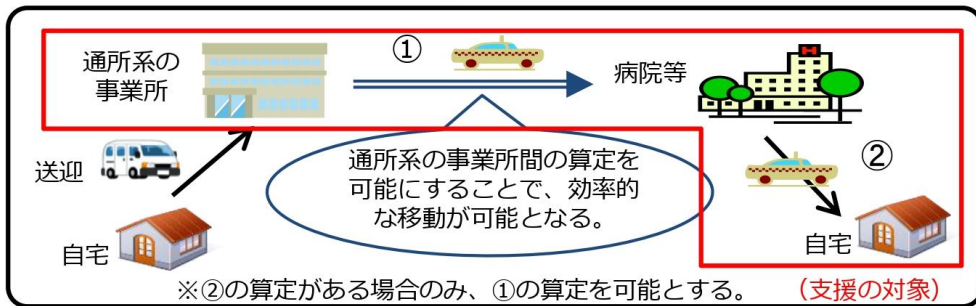 通所系の
事業所
①
病院等
送迎
通所系の事業所間の算定を
可能にすることで、効率的
な移動が可能となる。
②
自宅
自宅
※②の算定がある場合のみ、①の算定を可能とする。
（支援の対象）